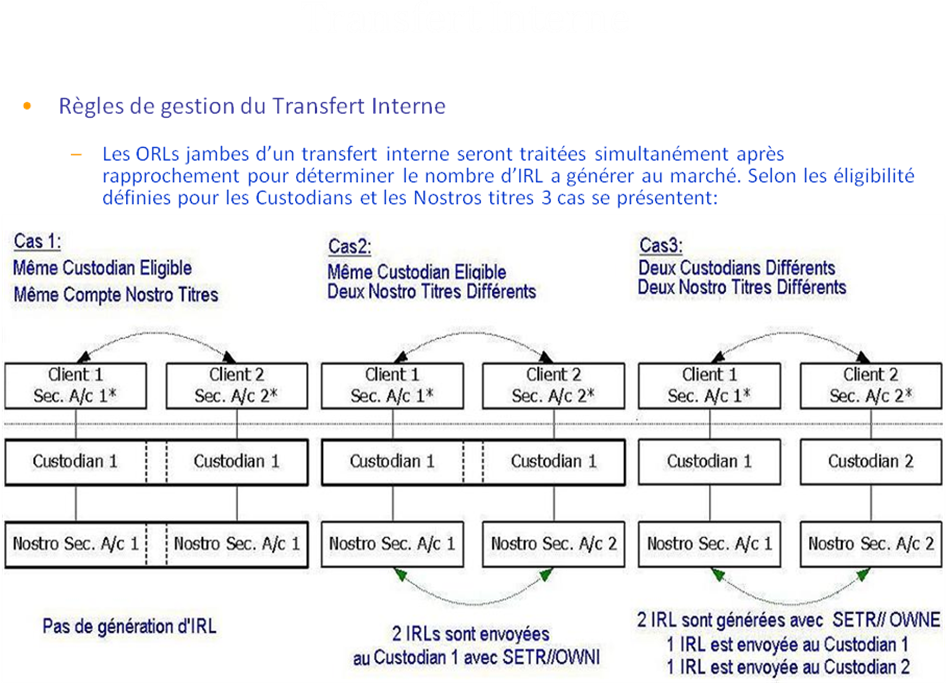 Règles de gestion du Transfert Interne
Les ORLs jambes d'un transfert interne seront traitées simultanément après
rapprochement pour déterminer le nombre d'IRL a générer au marché. Selon les éligibilité
définies pour les Custodians et les Nostros titres 3 cas se présentent:
Cas 1:
Même Custodian Eligible
Même Compte Nostro Titres
Client 1
Sec. A/c 1*
Client 2
Sec. A/c 2*
Custodian 1
Custodian 1
Nostro Sec. A/c 1
Nostro Sec. A/c 1
Pas de génération d'IRL
Cas2:
Même Custodian Eligible
Deux Nostro Titres Différents
Client 1
Sec. A/c 1*
Client 2
Sec. A/c 2*
Custodian 1
Custodian 1
Nostro Sec. A/c 1
Nostro Sec. A/c 2
2 IRLs sont envoyées
au Custodian 1 avec SETR//OWNI
Cas3:
Deux Custodians Différents
Deux Nostro Titres Différents
Client 1
Sec. A/c 1*
Client 2
Sec. A/c 2*
Custodian 1
Custodian 2
Nostro Sec. A/c 1
Nostro Sec. A/c 2
2 IRL sont générées avec SETR// OWNE
1 IRL est envoyée au Custodian 1
1 IRL est envoyée au Custodian 2